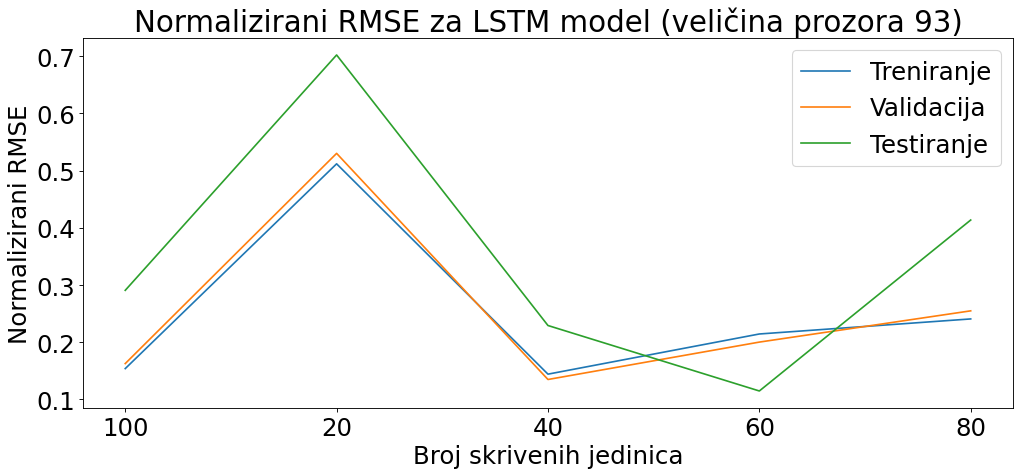 Normalizirani RMSE za LSTM model (veličina prozora 93)
Treniranje
Validacija
Testiranje
Normalizirani RMSE
0.7
0.6
0.5
0.4
0.3
0.2
0.1
100 20 40 60 80
Broj skrivenih jedinica